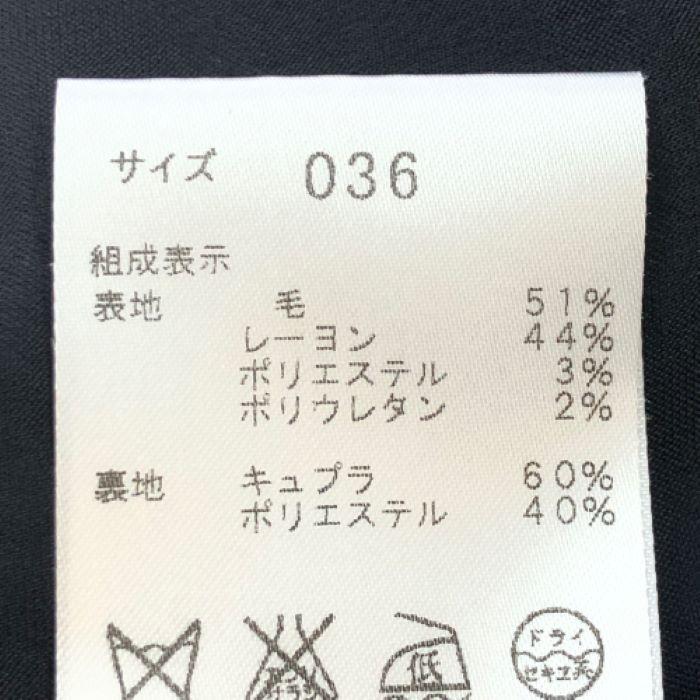 サイズ 036
組成表示
表地 毛 51%
レーヨン 44%
ポリエステル 3%
ポリウレタン 2%
裏地 キュプラ 60%
ポリエステル 40%
低
ドライ
セキユ系